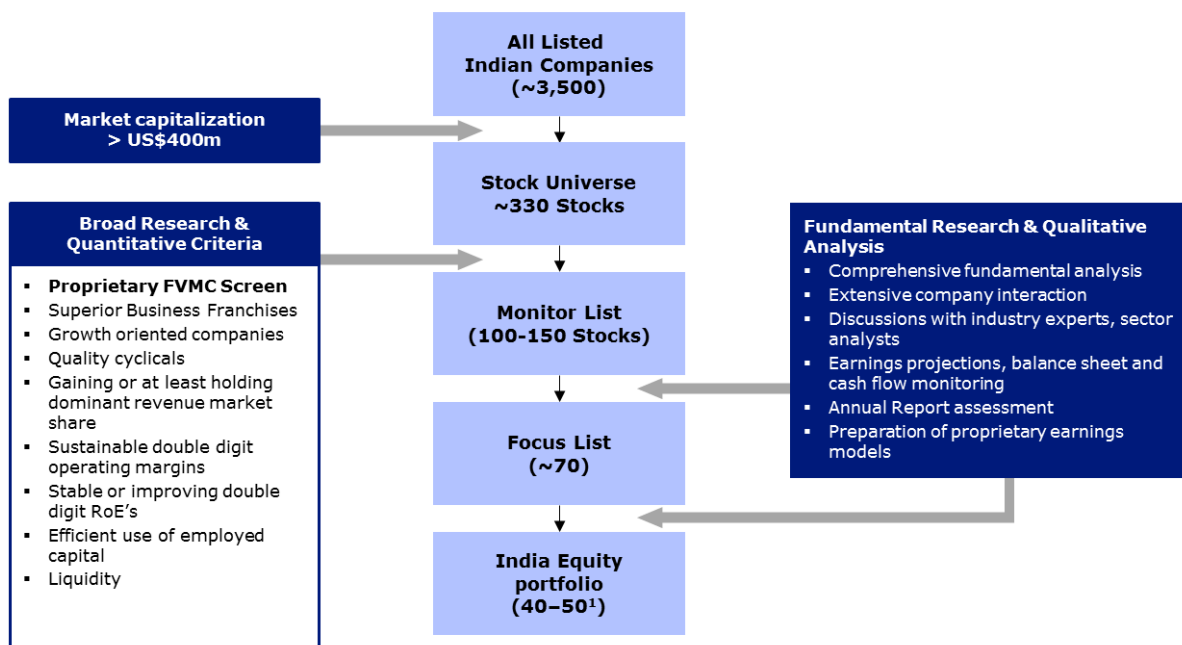 All Listed
Indian Companies
(~3,500)
Market capitalization
> US$400m
Stock Universe
~330 Stocks
Broad Research &
Quantitative Criteria
▪ Proprietary FVMC Screen
▪ Superior Business Franchises
▪ Growth oriented companies
▪ Quality cyclicals
▪ Gaining or at least holding
dominant revenue market
share
▪ Sustainable double digit
operating margins
▪ Stable or improving double
digit RoE's
▪ Efficient use of employed
capital
▪ Liquidity
Monitor List
(100-150 Stocks)
Fundamental Research & Qualitative
Analysis
▪ Comprehensive fundamental analysis
▪ Extensive company interaction
▪ Discussions with industry experts, sector
analysts
▪ Earnings projections, balance sheet and
cash flow monitoring
▪ Annual Report assessment
▪ Preparation of proprietary earnings
models
Focus List
(~70)
India Equity
portfolio
(40–50¹)